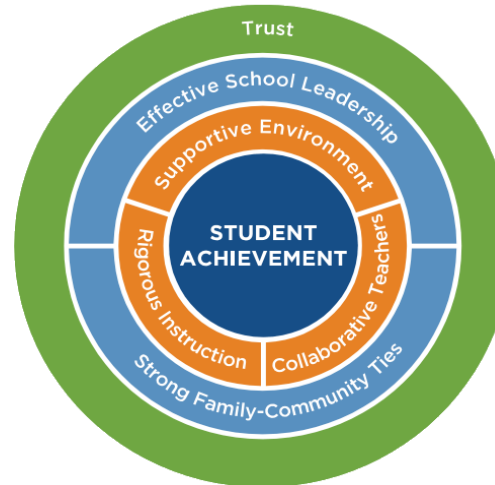 Trust
Effective School Leadership
Supportive Environment
STUDENT
ACHIEVEMENT
Rigorous Instruction
Collaborative Teachers
Strong Family-Community Ties